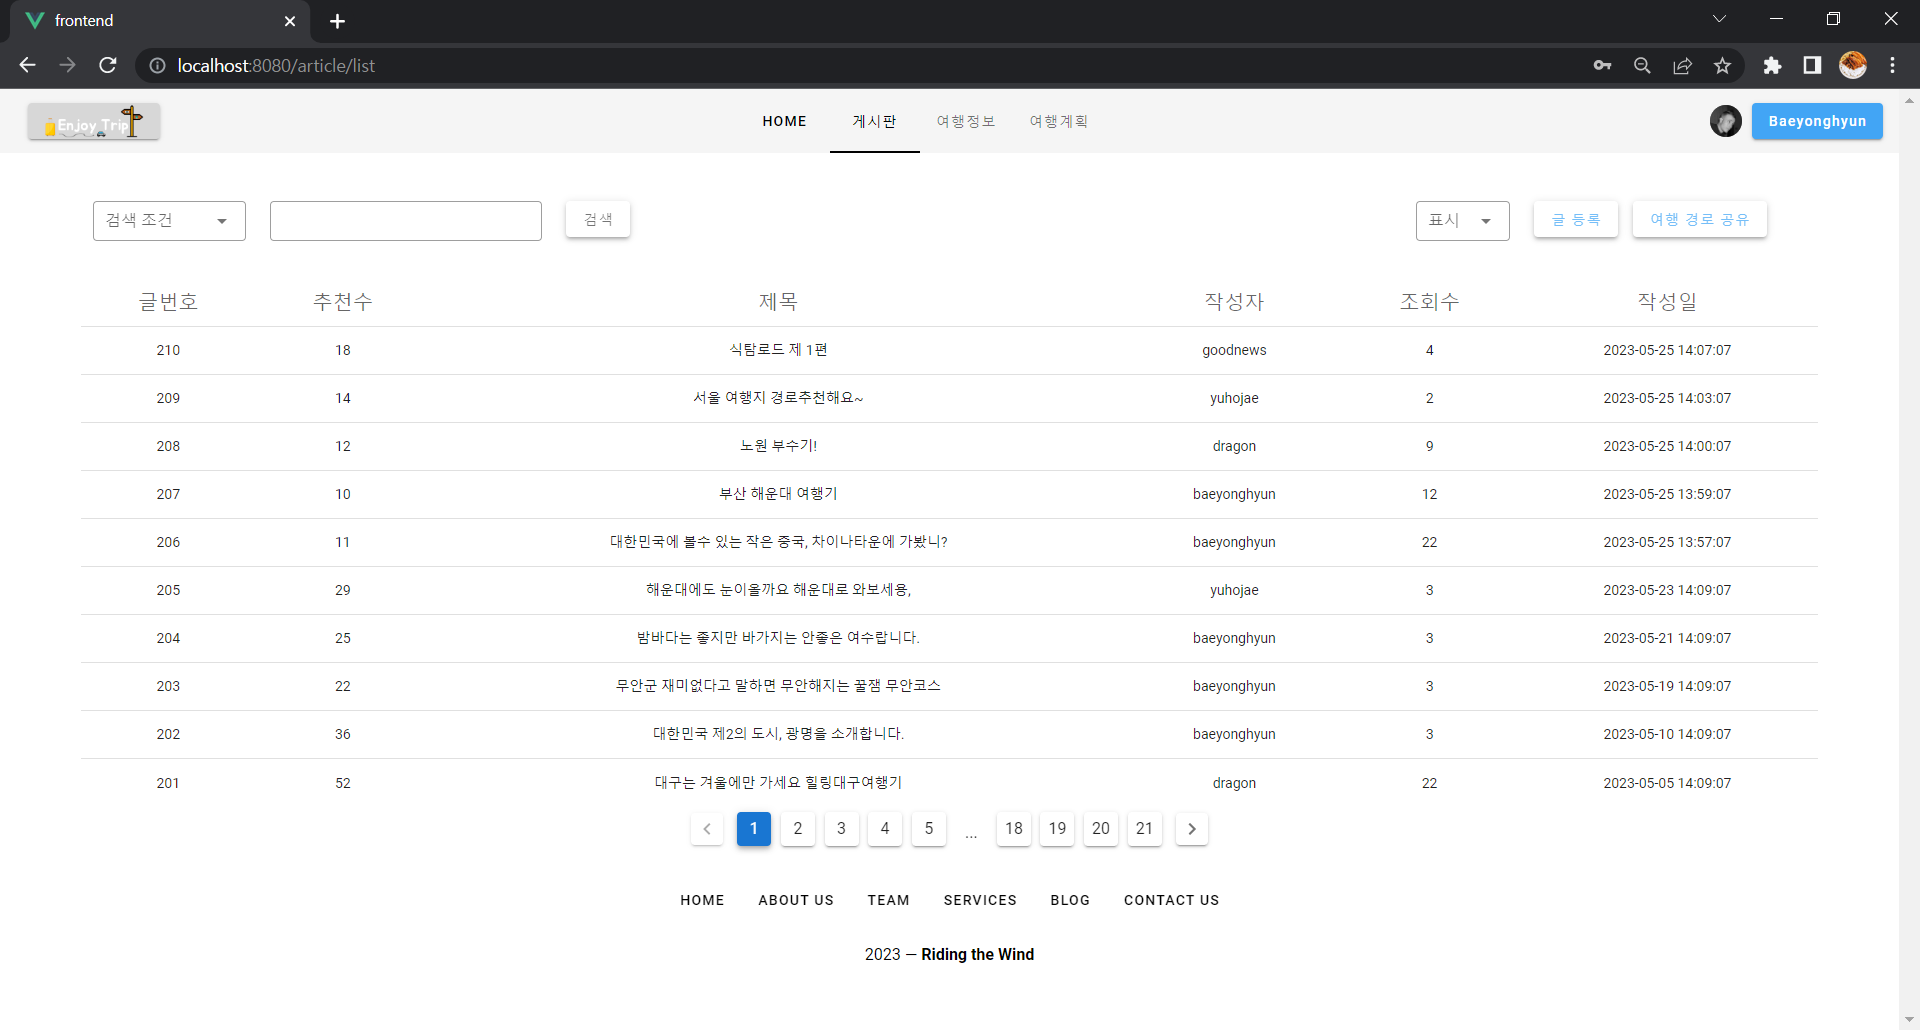 frontend
localhost:8080/article/list
Enjoy Trip
HOME 게시판 여행정보 여행계획
Baeyonghyun
검색 조건 검색 표시 글 등록 여행 경로 공유
글번호 추천수 제목 작성자 조회수 작성일
210 18 식탐로드 제 1편 goodnews 4 2023-05-25 14:07:07
209 14 서울 여행지 경로추천해요~ yuhojae 2 2023-05-25 14:03:07
208 12 노원 부수기! dragon 9 2023-05-25 14:00:07
207 10 부산 해운대 여행기 baeyonghyun 12 2023-05-25 13:59:07
206 11 대한민국에 볼수 있는 작은 중국, 차이나타운에 가봤니? baeyonghyun 22 2023-05-25 13:57:07
205 29 해운대에도 눈이올까요 해운대로 와보세용, yuhojae 3 2023-05-23 14:09:07
204 25 밤바다는 좋지만 바가지는 안좋은 여수랍니다. baeyonghyun 3 2023-05-21 14:09:07
203 22 무안군 재미없다고 말하면 무안해지는 꿀잼 무안코스 baeyonghyun 3 2023-05-19 14:09:07
202 36 대한민국 제2의 도시, 광명을 소개합니다. baeyonghyun 3 2023-05-10 14:09:07
201 52 대구는 겨울에만 가세요 힐링대구여행기 dragon 22 2023-05-05 14:09:07
1 2 3 4 5 ... 18 19 20 21
HOME ABOUT US TEAM SERVICES BLOG CONTACT US
2023 — Riding the Wind